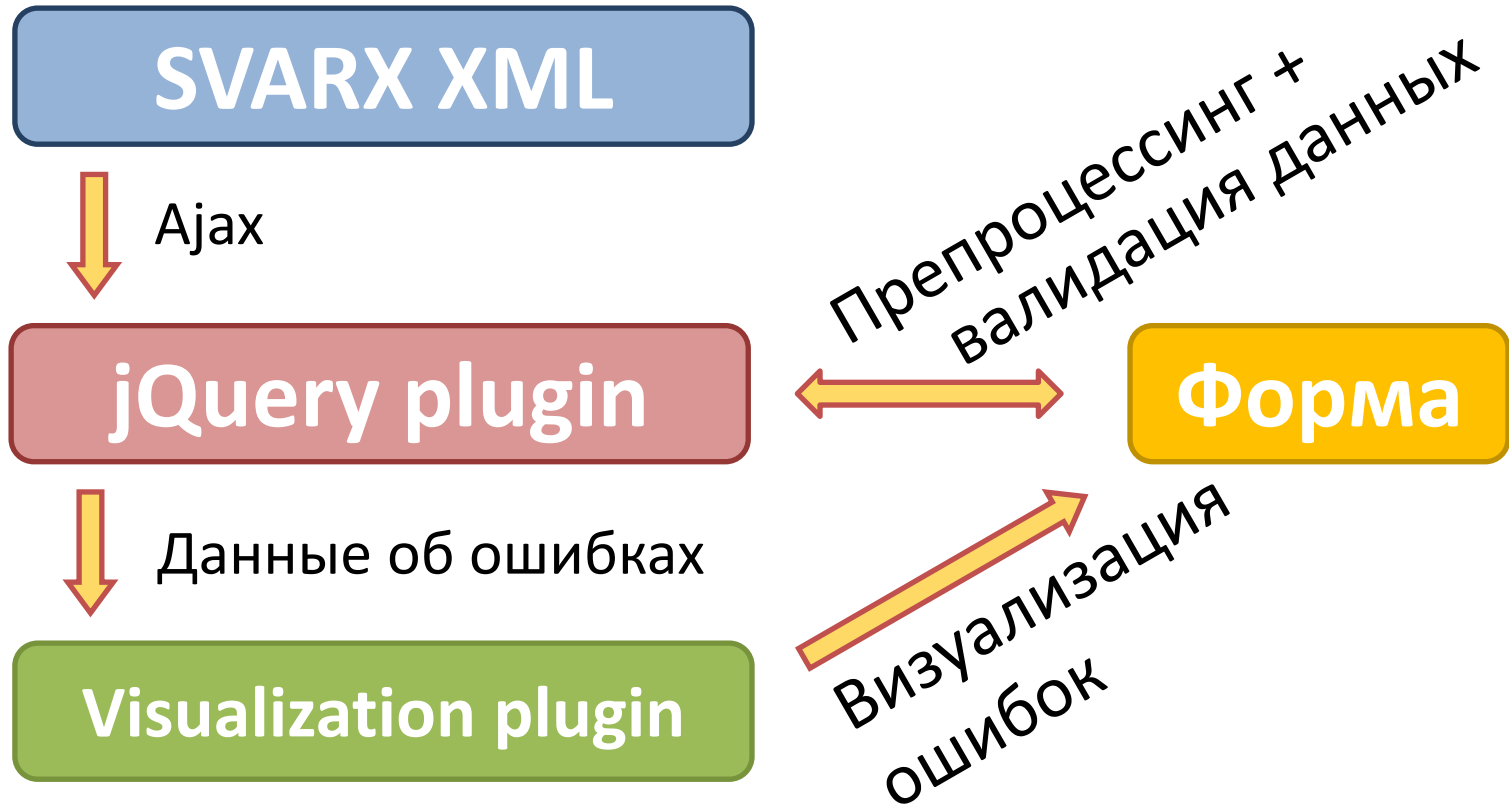 SVARX XML
Ajax
Препроцессинг +
валидация данных
jQuery plugin
Форма
Данные об ошибках
Визуализация
ошибок
Visualization plugin